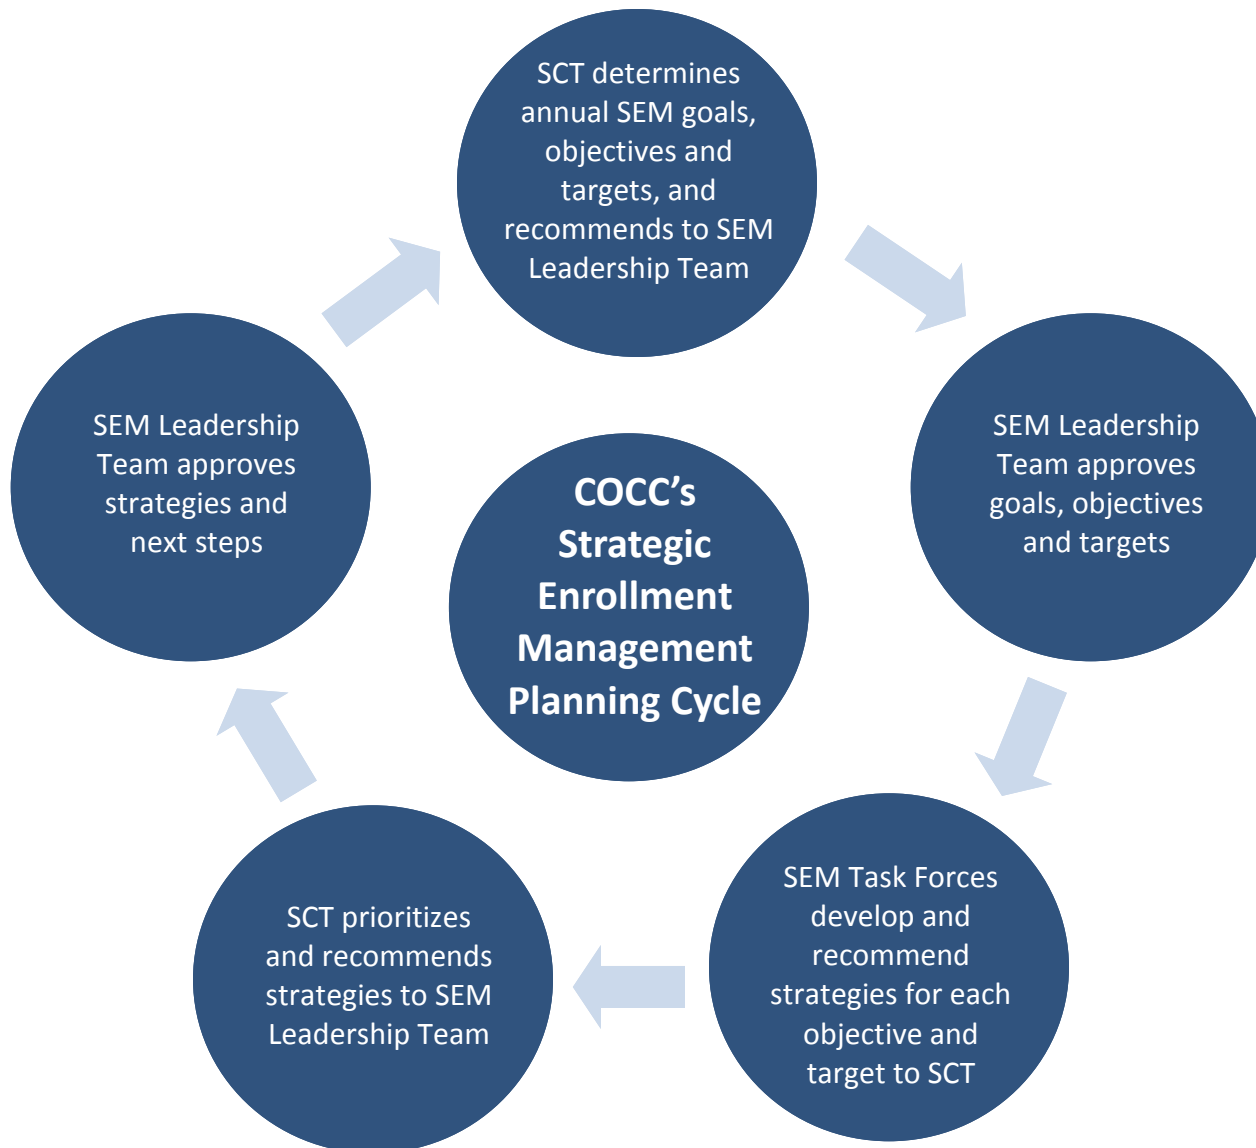 SCT determines
annual SEM goals,
objectives and
targets, and
recommends to SEM
Leadership Team
SEM Leadership
Team approves
goals, objectives
and targets
SEM Task Forces
develop and
recommend
strategies for each
objective and
target to SCT
SCT prioritizes
and recommends
strategies to SEM
Leadership Team
SEM Leadership
Team approves
strategies and
next steps
COCC’s
Strategic
Enrollment
Management
Planning Cycle